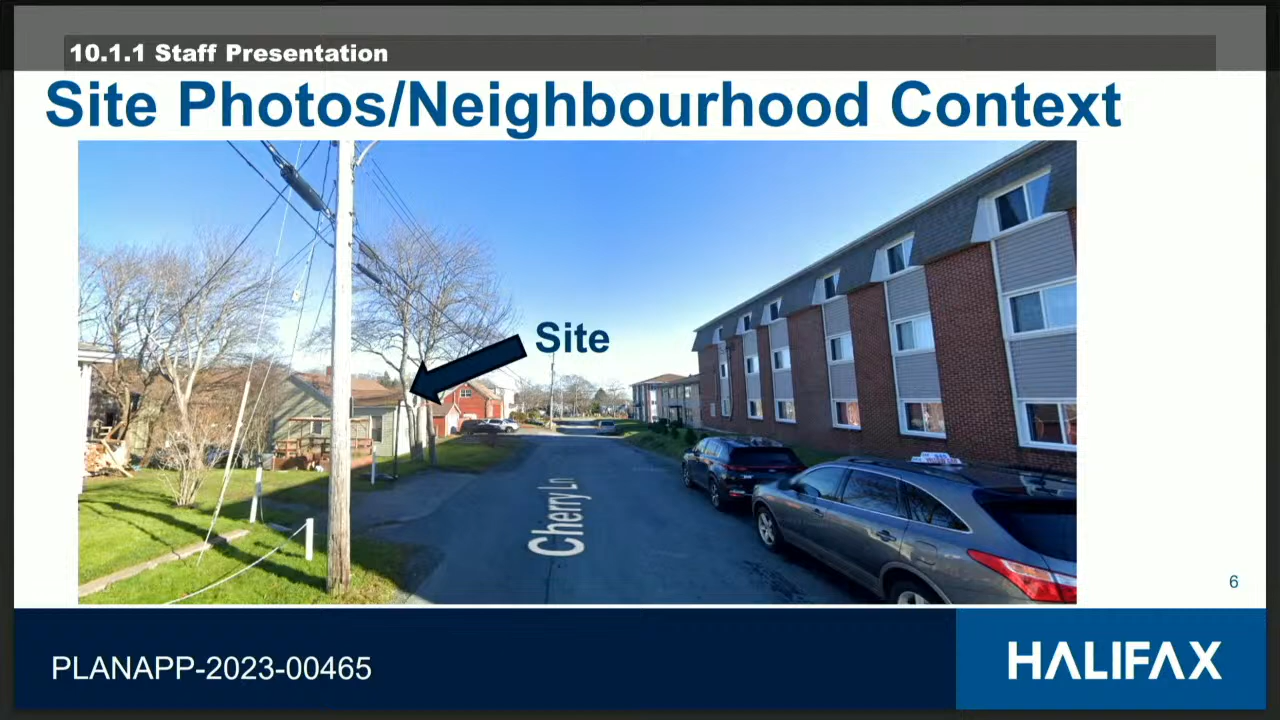 10.1.1 Staff Presentation
Site Photos/Neighbourhood Context
Site
Cherry Ln
6
PLANAPP-2023-00465
HALIFAX